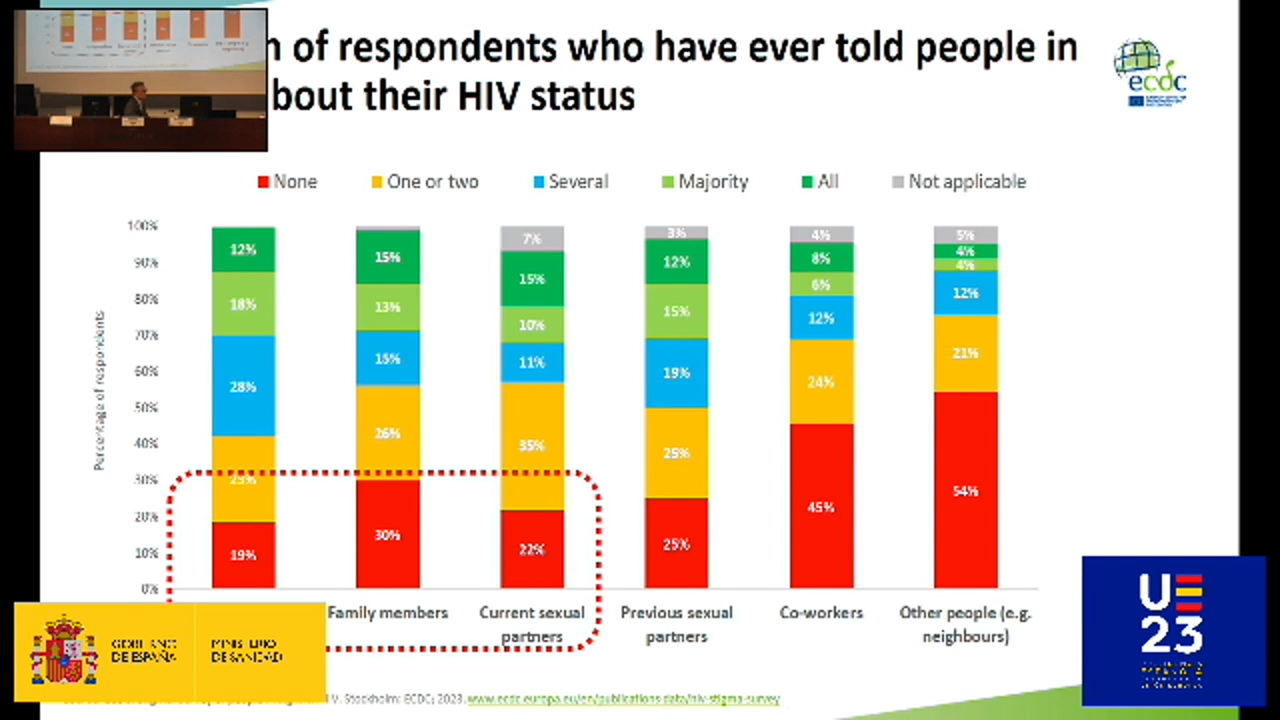 n of respondents who have ever told people in
bout their HIV status
ecdc
None One or two Several Majority All Not applicable
Percentage of respondents
100%
90%
80%
70%
60%
50%
40%
30%
20%
10%
0%
12%
18%
28%
23%
19%
15%
13%
15%
26%
30%
7%
15%
10%
11%
35%
22%
3%
12%
15%
19%
25%
25%
4%
8%
6%
12%
24%
45%
5%
4%
4%
12%
21%
54%
Family members
Current sexual
partners
Previous sexual
partners
Co-workers
Other people (e.g.
neighbours)
GOBIERNO
DE ESPAÑA
MINISTERIO
DE SANIDAD
V. Stockholm: ECDC; 2023. www.ecdc.europa.eu/en/publications-data/hiv-stigma-survey
UE
23